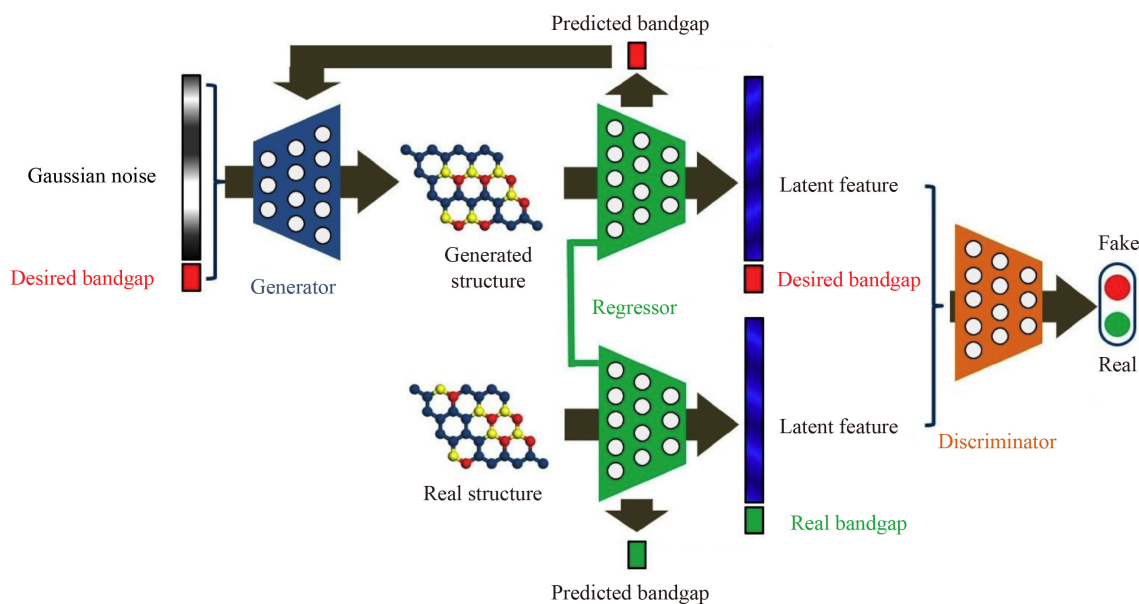 Predicted bandgap
Gaussian noise
Desired bandgap
Generator
Generated
structure
Regressor
Latent feature
Desired bandgap
Fake
Real
Real structure
Latent feature
Discriminator
Real bandgap
Predicted bandgap